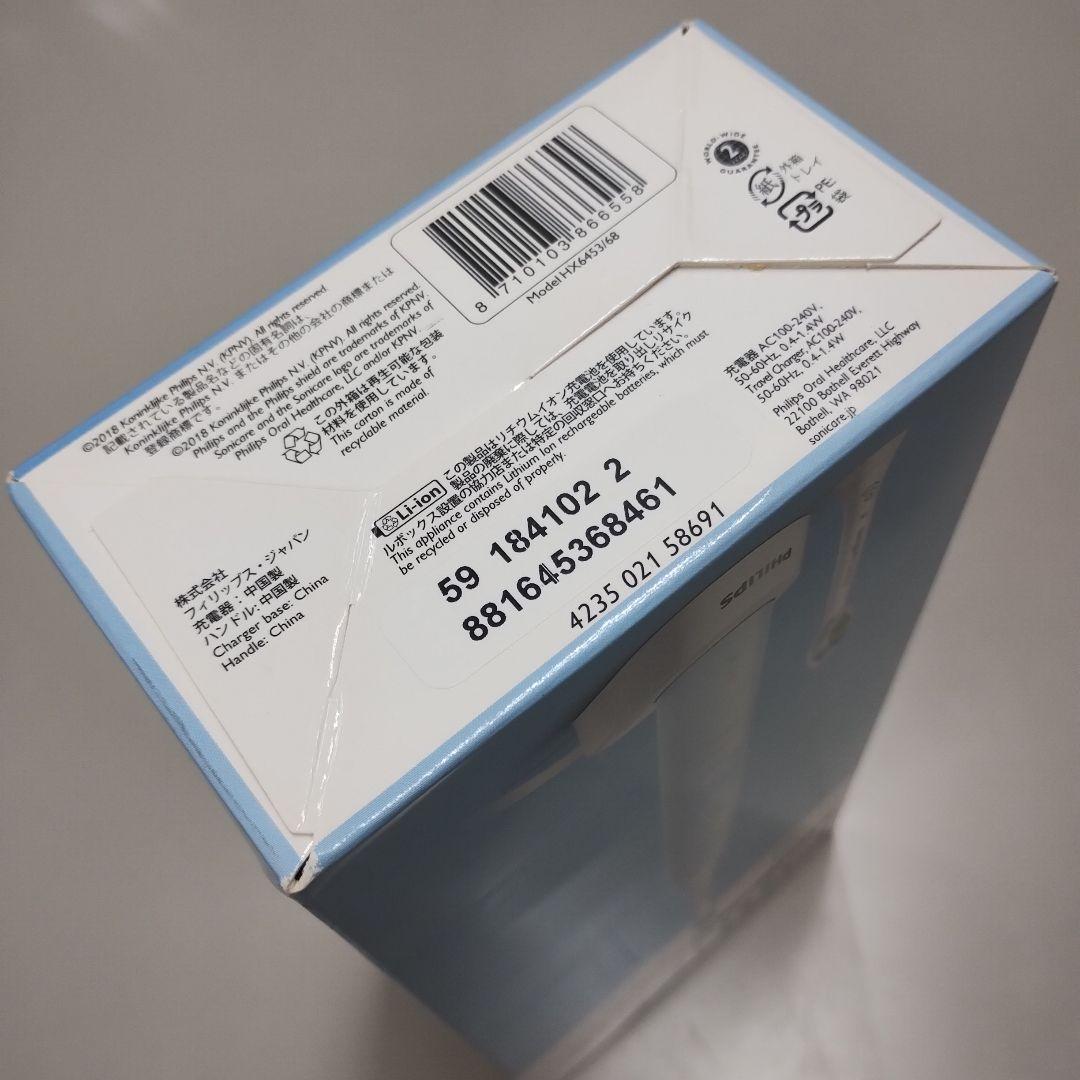 ©2018 Koninklijke Philips N.V. (KPNV). All rights reserved.
記載されている製品名などの固有名詞は、
Koninklijke Philips N.V. またはその他の会社の商標または
登録商標です。
©2018 Koninklijke Philips N.V. (KPNV). All rights reserved.
Philips and the Philips shield are trademarks of KPNV.
Sonicare and the Sonicare logo are trademarks of
Philips Oral Healthcare, LLC and/or KPNV.
この外箱は再生可能な包装
材料を使用しています。
This carton is made of
recyclable material.
8 710103 866558
Model HX6453/68
WORLD-WIDE
2
GUARANTEE
紙
外箱
トレイ
プラ
PE:
袋
株式会社
フィリップス・ジャパン
充電器:中国製
ハンドル:中国製
Charger base: China
Handle: China
Li-ion
この製品はリチウムイオン充電池を使用しています。
製品の廃棄に際しては、充電電池を取り出しリサイク
ルボックス設置の協力店または特定の回収窓口へお持ちください。
This appliance contains Lithium Ion rechargeable batteries, which must
be recycled or disposed of properly.
59 184102 2
881645368461
4235 021 58691
充電器 AC100-240V,
50-60Hz, 0.4-1.4W
Travel Charger, AC100-240V,
50-60Hz, 0.4-1.4W
Philips Oral Healthcare, LLC
22100 Bothell Everett Highway
Bothell, WA 98021
sonicare.jp
PHILIPS